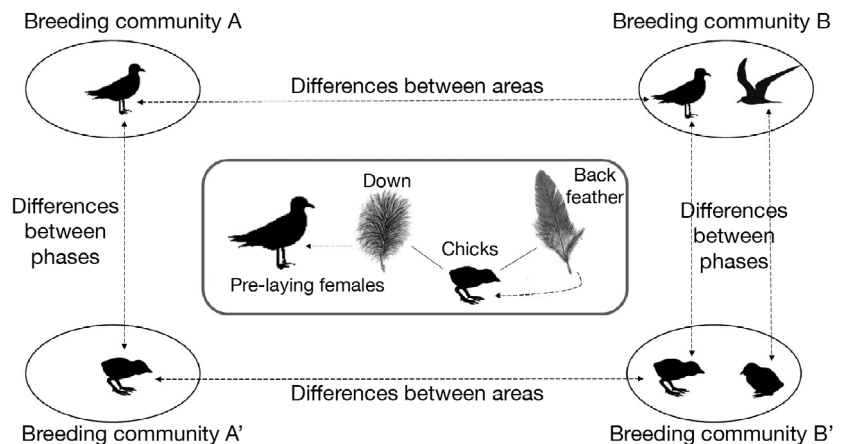 Breeding community A
Breeding community B
Differences between areas
Differences
between
phases
Down
Back
feather
Chicks
Pre-laying females
Differences
between
phases
Differences between areas
Breeding community A’
Breeding community B’